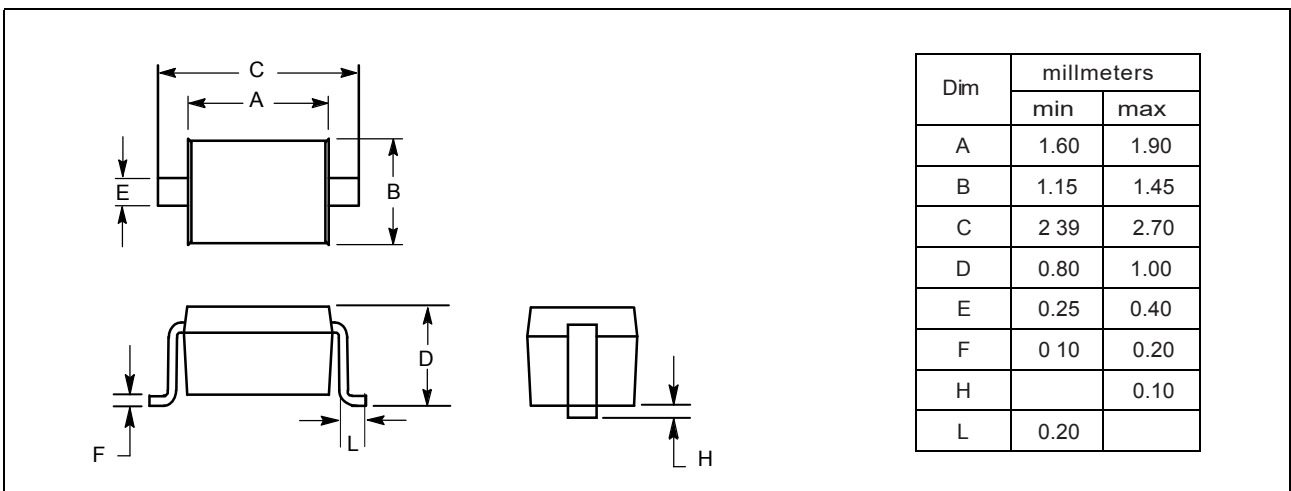 C
A
E
B
D
F
L
H
Dim millmeters
min max
A 1.60 1.90
B 1.15 1.45
C 2 39 2.70
D 0.80 1.00
E 0.25 0.40
F 0 10 0.20
H 0.10
L 0.20